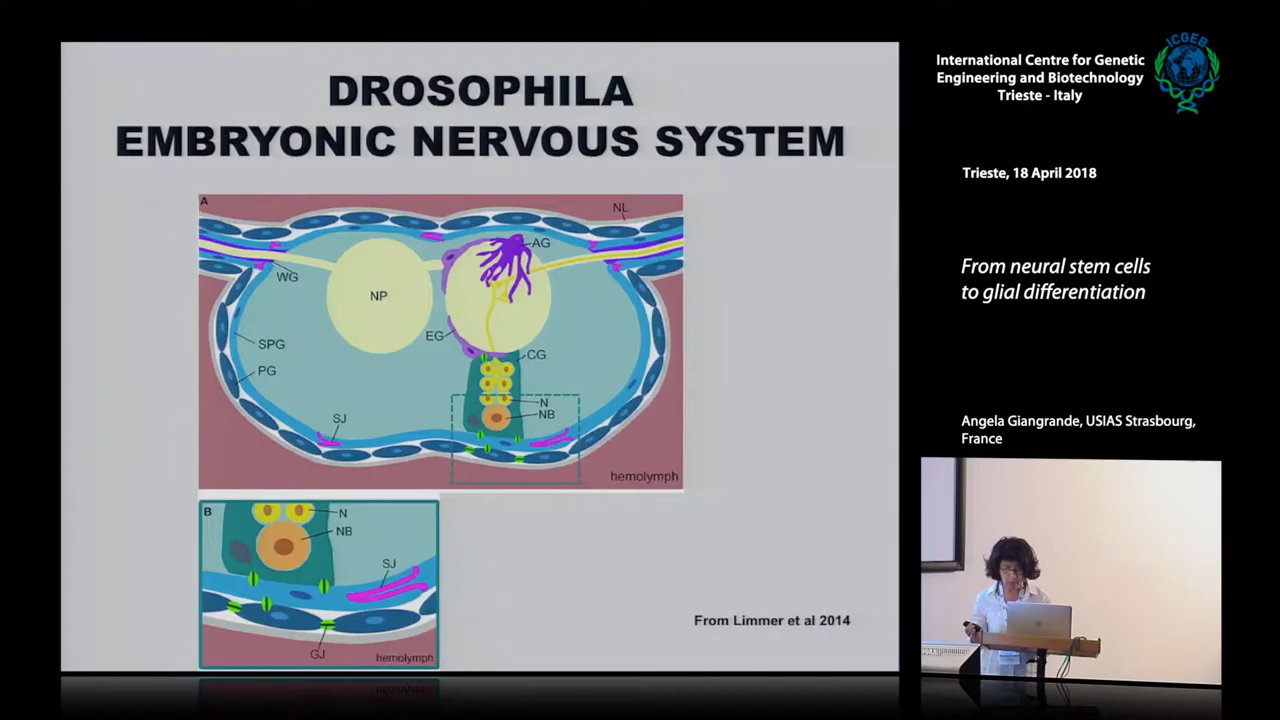 DROSOPHILA
EMBRYONIC NERVOUS SYSTEM
A
NL
AG
WG
NP
EG
SPG
CG
PG
N
NB
SJ
hemolymph
B
N
NB
SJ
GJ
hemolymph
From Limmer et al 2014
International Centre for Genetic
Engineering and Biotechnology
Trieste - Italy
ICGEB
Trieste, 18 April 2018
From neural stem cells
to glial differentiation
Angela Giangrande, USIAS Strasbourg,
France